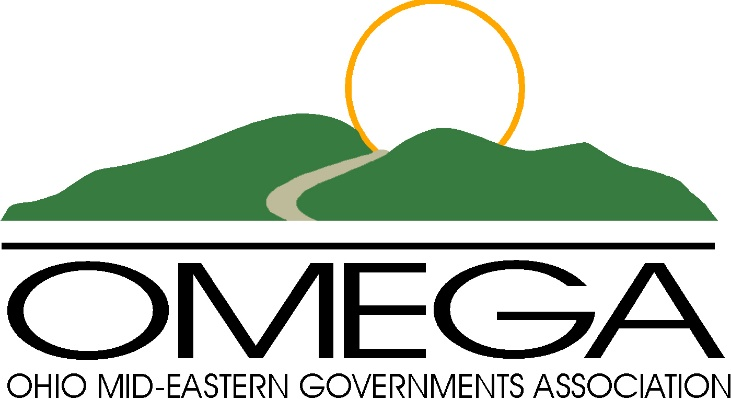 OMEGA
OHIO MID-EASTERN GOVERNMENTS ASSOCIATION